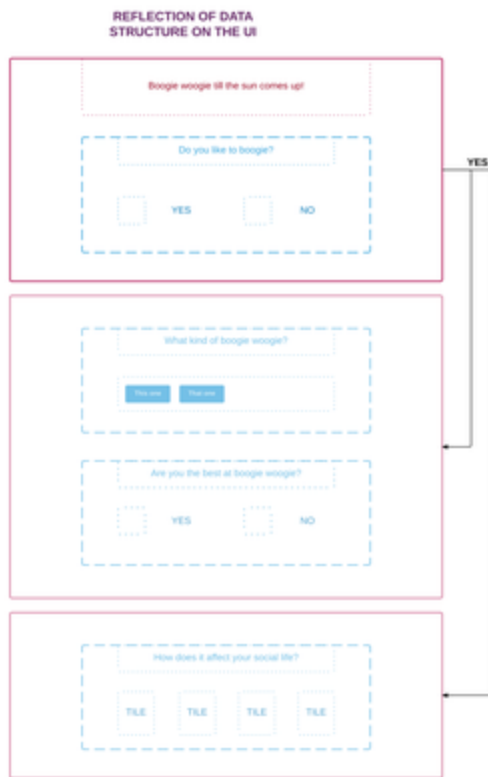 REFLECTION OF DATA
STRUCTURE ON THE UI
Boogie woogie till the sun comes up!
Do you like to boogie?
YES NO
YES
What kind of boogie woogie?
This one
Are you the best at boogie woogie?
YES NO
How does it affect your social life?
TILE TILE TILE TILE